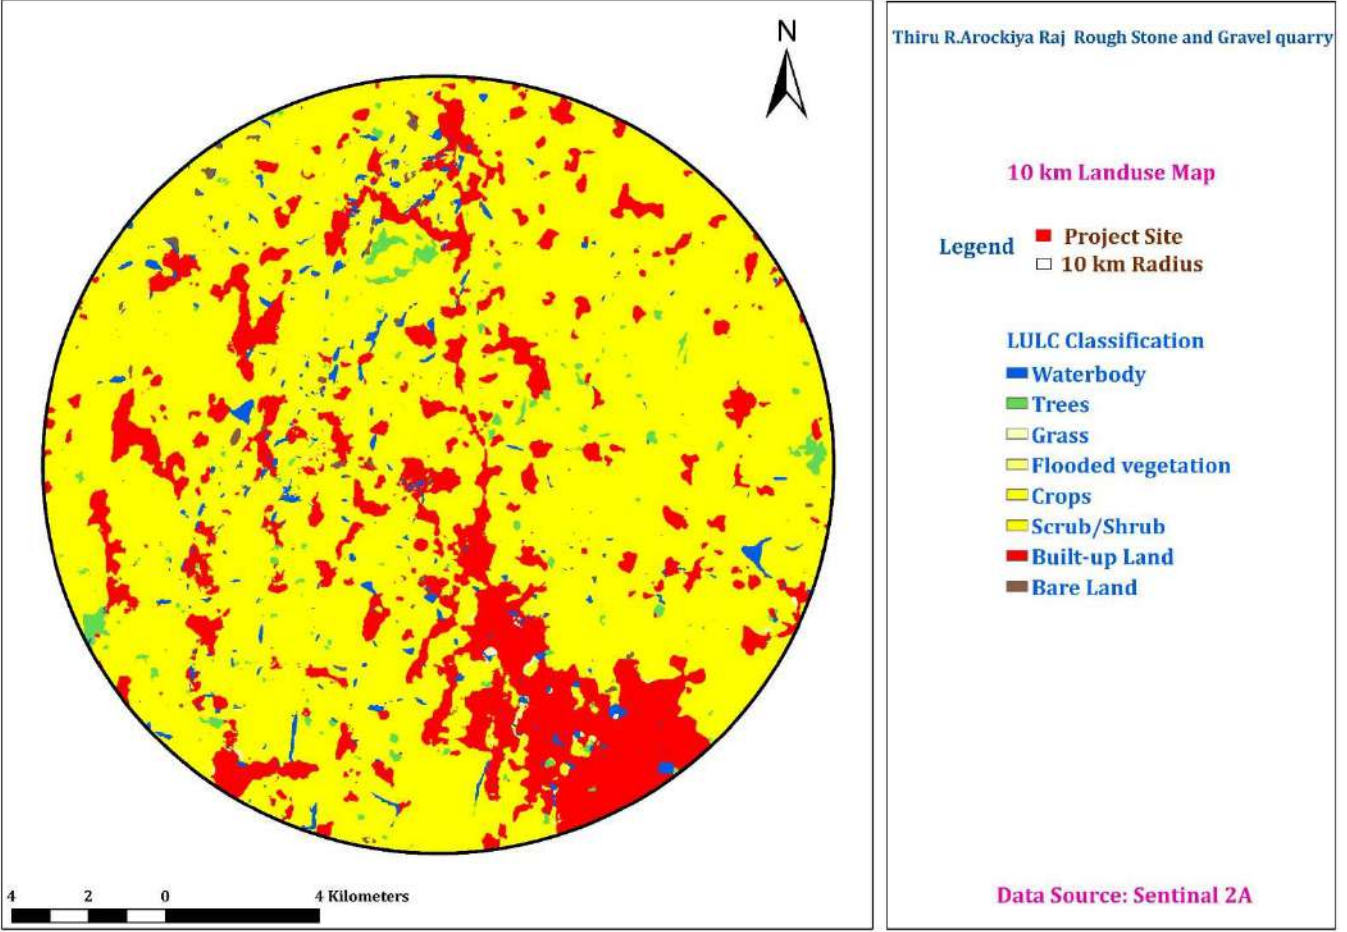 N
4 2 0 4 Kilometers
Thiru R.Arockiya Raj Rough Stone and Gravel quarry
10 km Landuse Map
Legend
Project Site
10 km Radius
LULC Classification
Waterbody
Trees
Grass
Flooded vegetation
Crops
Scrub/Shrub
Built-up Land
Bare Land
Data Source: Sentinal 2A